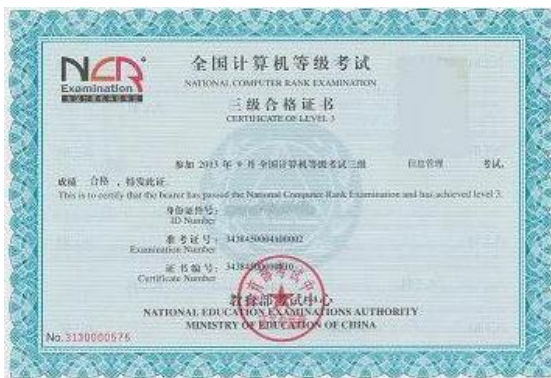 NCR
Examination
全国计算机等级考试
NATIONAL COMPUTER RANK EXAMINATION
三级合格证书
CERTIFICATE OF LEVEL 3
参加 2013 年 9 月 全国计算机等级考试三级 信息管理 考试,
成绩 合格 , 特发此证
This is to certify that the bearer has passed the National Computer Rank Examination and has achieved level 3.
身份证件号:
ID Number
准考证号: 3438450004100002
Examination Number
证书编号:
Certificate Number
教育部考试中心
NATIONAL EDUCATION EXAMINATIONS AUTHORITY
MINISTRY OF EDUCATION OF CHINA
No.3130000576